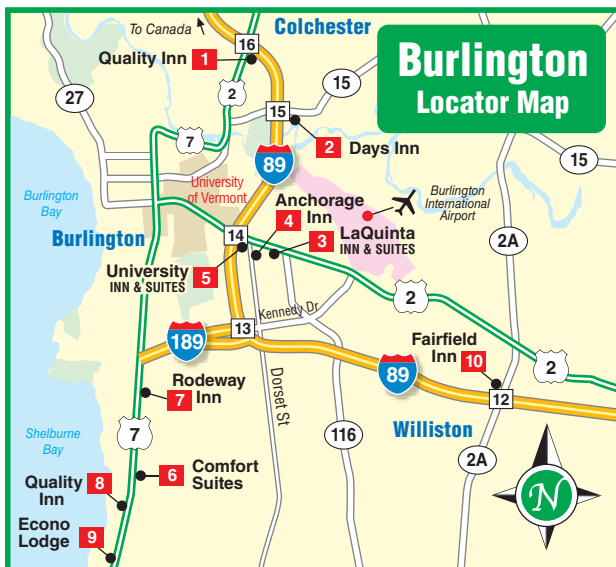 To Canada
Colchester
Burlington
Locator Map
16
Quality Inn 1
27
2
15
15
7
2 Days Inn
89
15
University
of Vermont
Burlington
Bay
Anchorage
Inn
4
Burlington
International
Airport
3 LaQuinta
INN & SUITES
14
Burlington
2A
University
INN & SUITES
5
2
Kennedy Dr
13
189
Fairfield
Inn 10
2
89
Rodeway
Inn
7
Dorset St
12
Williston
116
Shelburne
Bay
7
2A
6 Comfort
Suites
Quality
Inn
8
N
Econo
Lodge 9